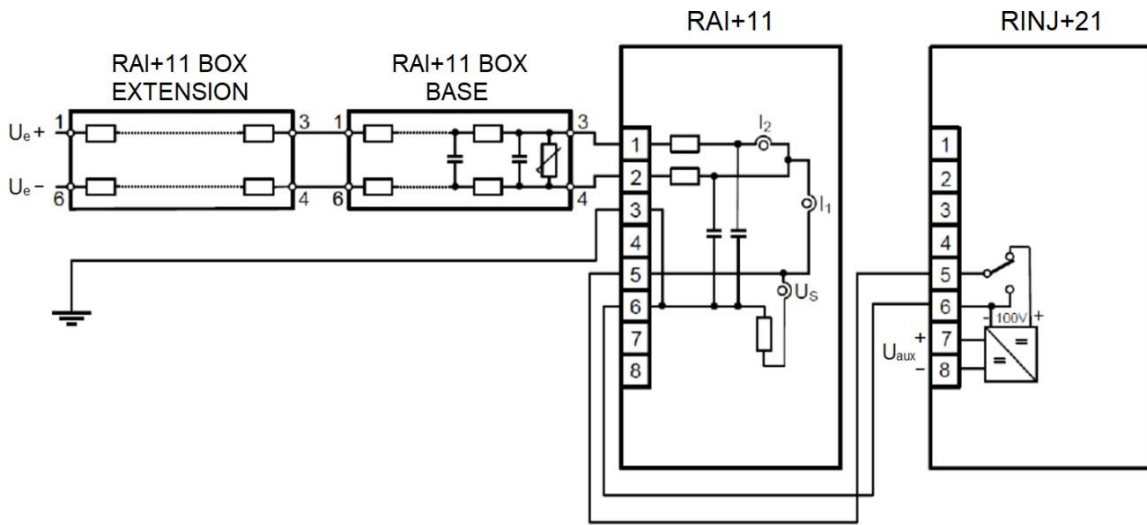 RAI+11
RINJ+21
RAI+11 BOX
EXTENSION
RAI+11 BOX
BASE
1
3
1
3
Ue+
Ue−
6
4
6
4
1
2
3
4
5
6
7
8
I2
I1
US
1
2
3
4
5
6
7
8
- 100V +
Uaux
+
−
=
=